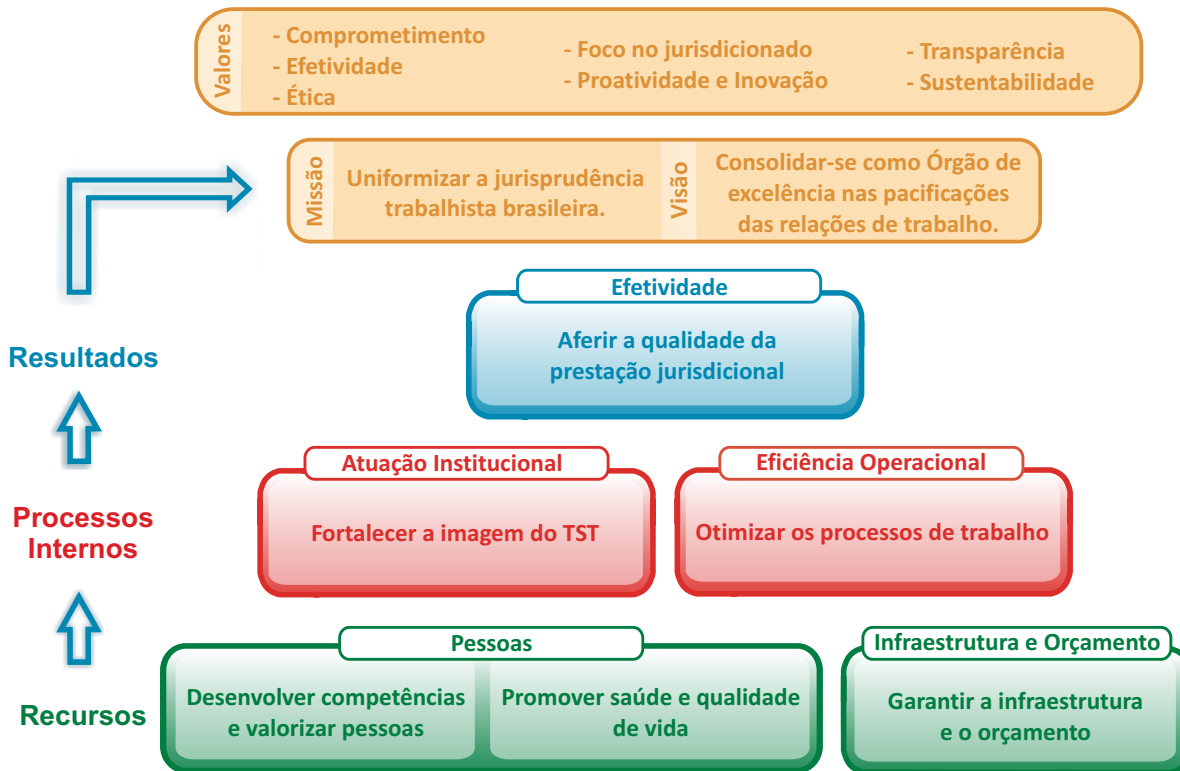 Valores
- Comprometimento
- Efetividade
- Ética
- Foco no jurisdicionado
- Proatividade e Inovação
- Transparência
- Sustentabilidade
Missão
Uniformizar a jurisprudência
trabalhista brasileira.
Visão
Consolidar-se como Órgão de
excelência nas pacificações
das relações de trabalho.
Resultados
Efetividade
Aferir a qualidade da
prestação jurisdicional
Processos
Internos
Atuação Institucional
Fortalecer a imagem do TST
Eficiência Operacional
Otimizar os processos de trabalho
Recursos
Pessoas
Desenvolver competências
e valorizar pessoas
Promover saúde e qualidade
de vida
Infraestrutura e Orçamento
Garantir a infraestrutura
e o orçamento